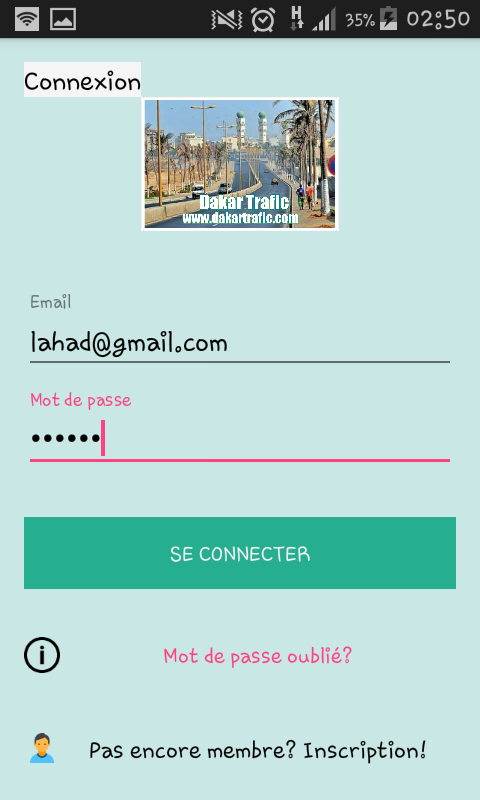 H 35% 02:50
Connexion
Dakar Trafic
www.dakartrafic.com
Email
lahad@gmail.com
Mot de passe
••••••
SE CONNECTER
Mot de passe oublié?
Pas encore membre? Inscription!